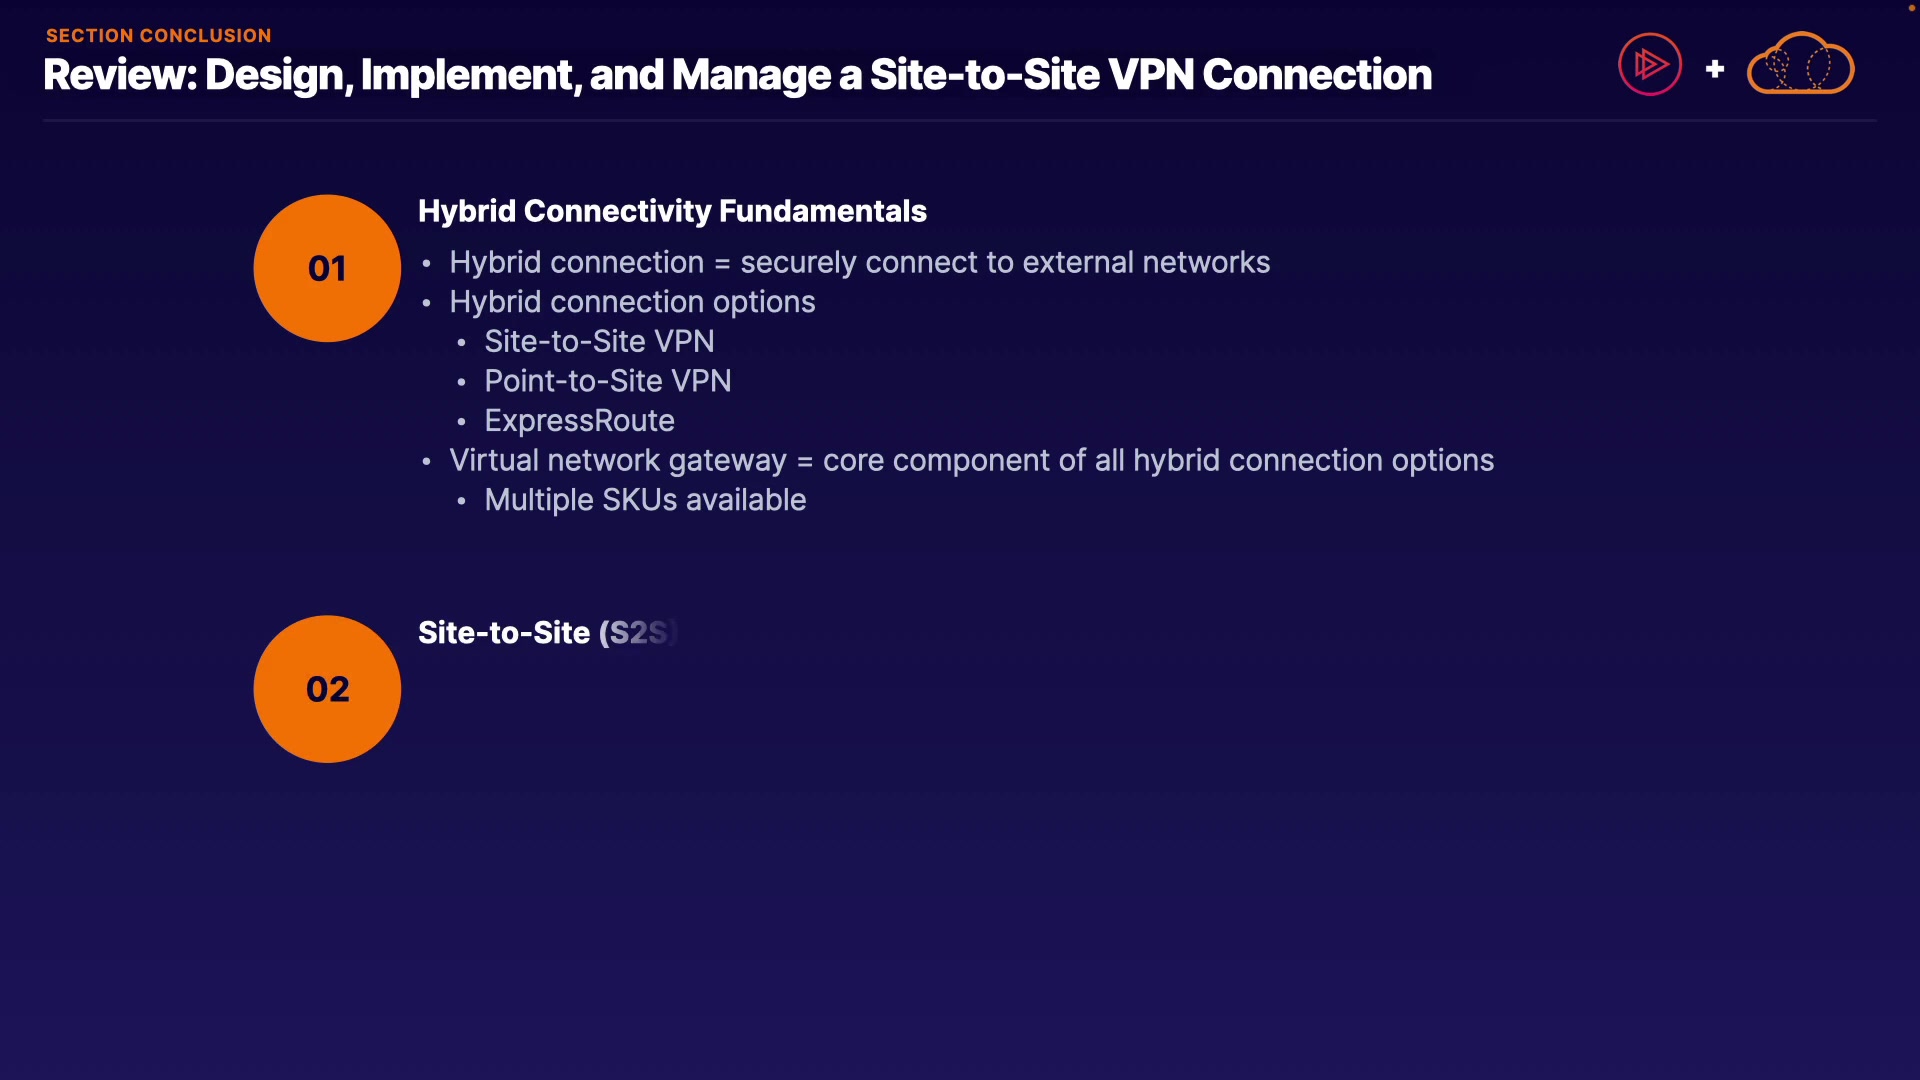 SECTION CONCLUSION
Review: Design, Implement, and Manage a Site-to-Site VPN Connection
+
01
Hybrid Connectivity Fundamentals
• Hybrid connection = securely connect to external networks
• Hybrid connection options
• Site-to-Site VPN
• Point-to-Site VPN
• ExpressRoute
• Virtual network gateway = core component of all hybrid connection options
• Multiple SKUs available
02
Site-to-Site (S2S)